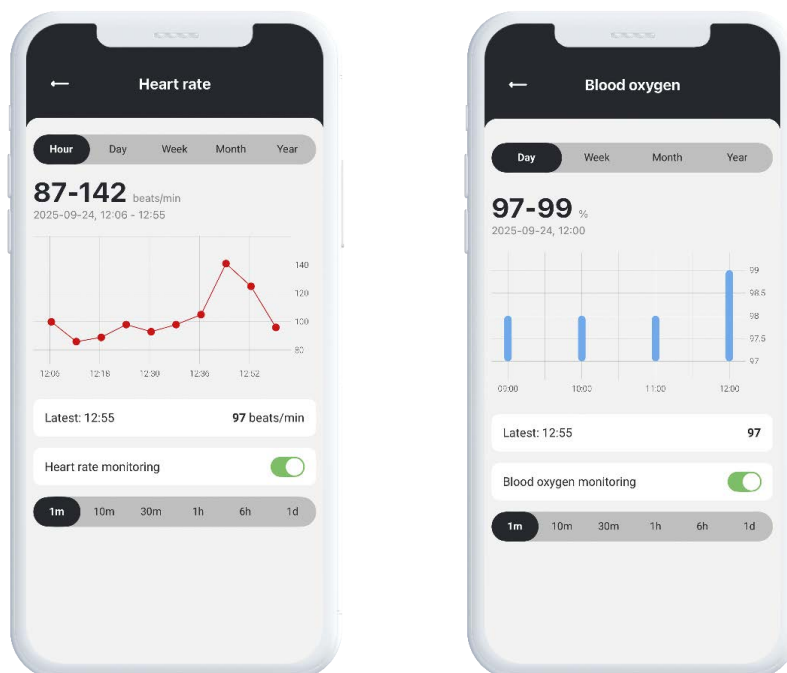 Heart rate
Hour Day Week Month Year
87-142 beats/min
2025-09-24, 12:06 - 12:55
140
120
100
80
12:06 12:18 12:30 12:36 12:52
Latest: 12:55 97 beats/min
Heart rate monitoring
1m 10m 30m 1h 6h 1d
Blood oxygen
Day Week Month Year
97-99 %
2025-09-24, 12:00
99
98.5
98
97.5
97
09:00 10:00 11:00 12:00
Latest: 12:55 97
Blood oxygen monitoring
1m 10m 30m 1h 6h 1d